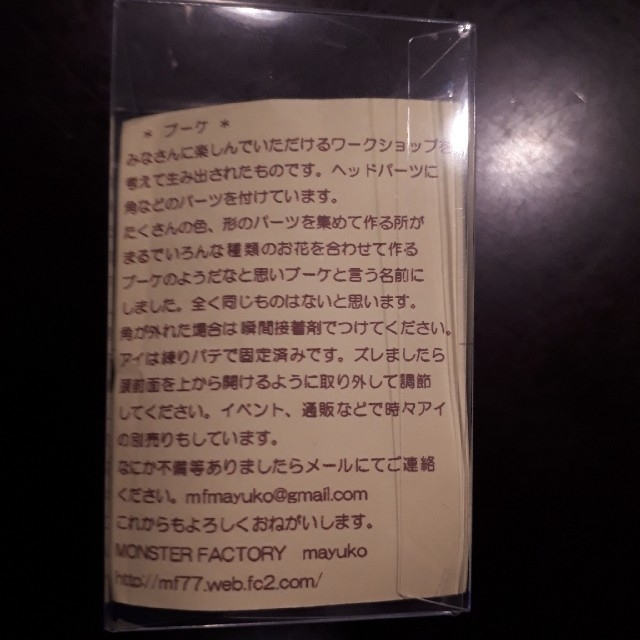 * ブーケ *
みなさんに楽しんでいただけるワークショップを
考えて生み出されたものです。ヘッドパーツに
角などのパーツを付けています。
たくさんの色、形のパーツを集めて作る所が
まるでいろんな種類のお花を合わせて作る
ブーケのようだなと思いブーケと言う名前に
しました。全く同じものはないと思います。
角が外れた場合は瞬間接着剤でつけてください。
アイは練りパテで固定済みです。ズレましたら
頭前面を上から開けるように取り外して調節
してください。イベント、通販などで時々アイ
の別売りもしています。
なにか不備等ありましたらメールにてご連絡
ください。mfmayuko@gmail.com
これからもよろしくおねがいします。
MONSTER FACTORY mayuko
http://mf77.web.fc2.com/